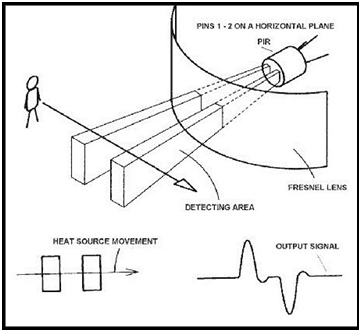 PINS 1 - 2 ON A HORIZONTAL PLANE
PIR
FRESNEL LENS
DETECTING AREA
HEAT SOURCE MOVEMENT
OUTPUT SIGNAL